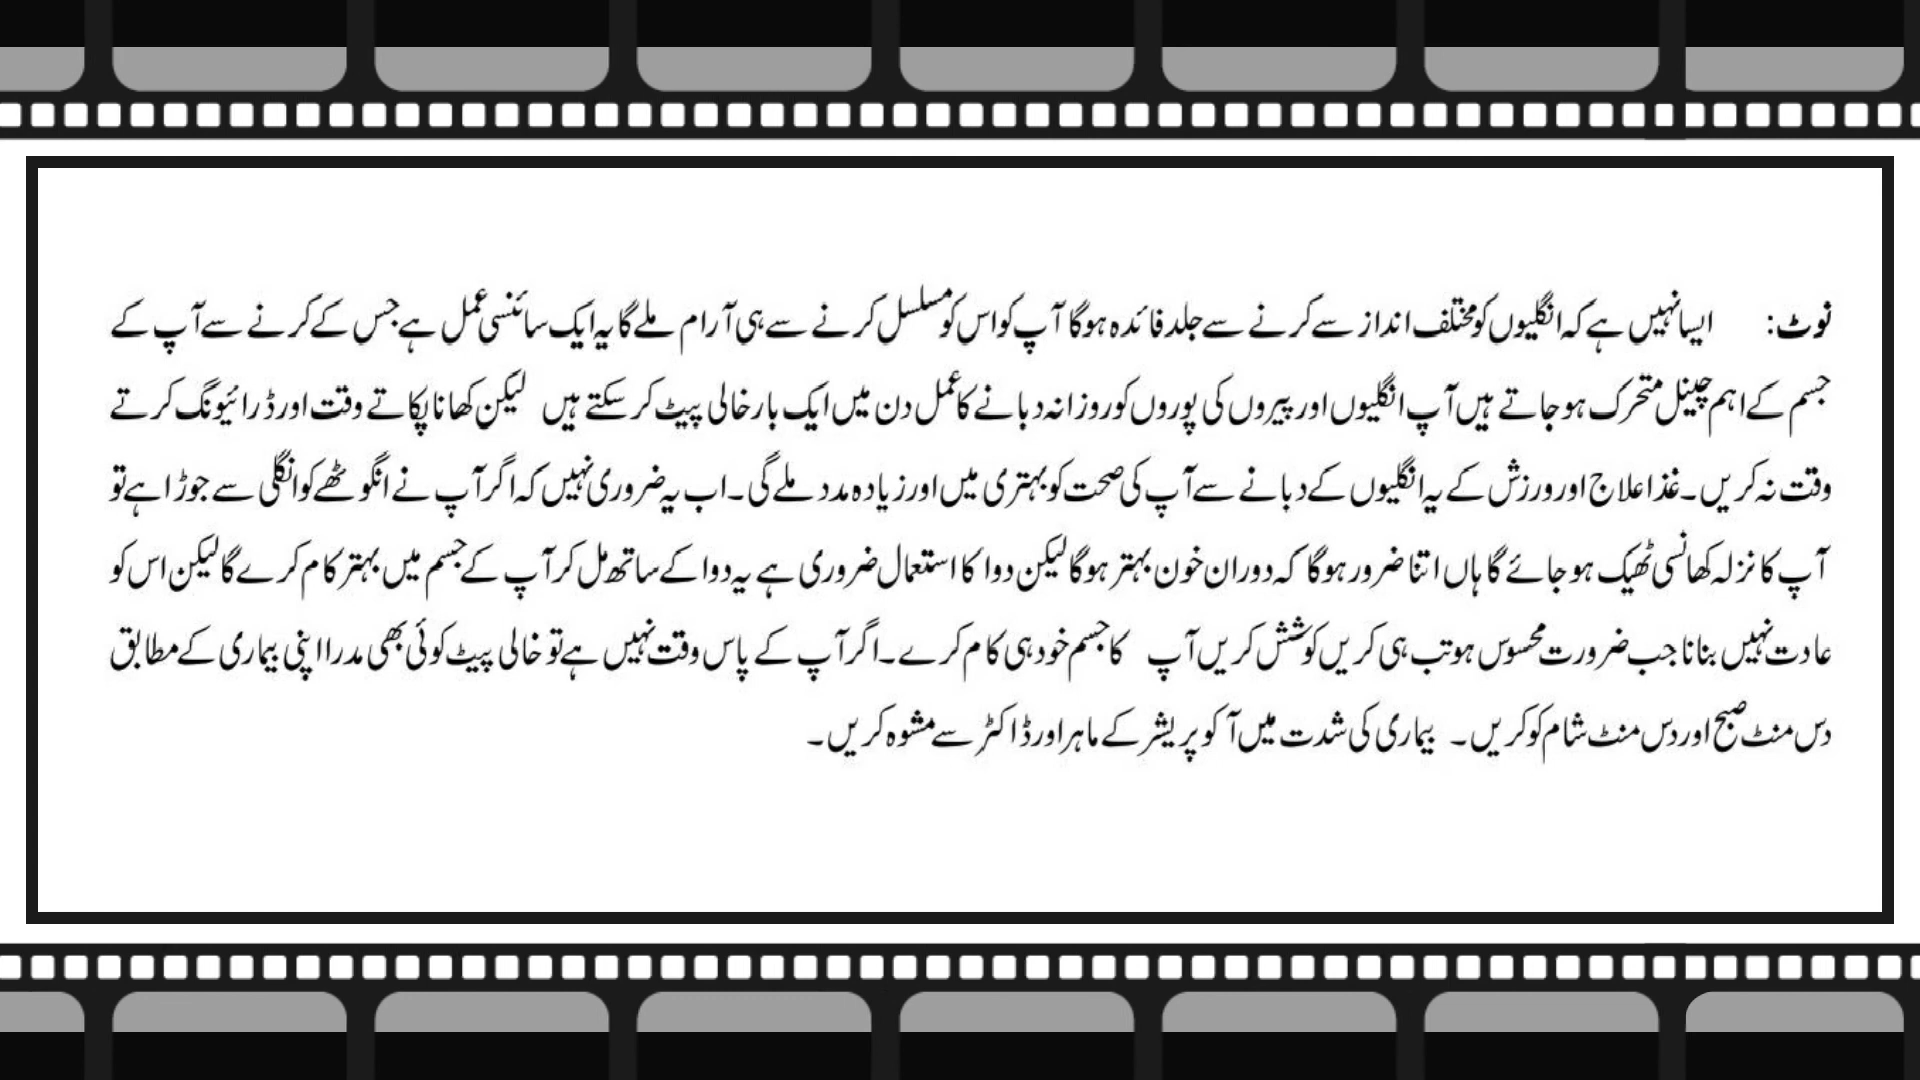 نوٹ: ایسا نہیں ہے کہ انگلیوں کو مختلف انداز سے کرنے سے جلد فائدہ ہوگا آپ کو اس کو مسلسل کرنے سے ہی آرام ملے گا یہ ایک سائنسی عمل ہے جس کے کرنے سے آپ کے
جسم کے اہم چینل متحرک ہو جاتے ہیں آپ انگلیوں اور پیروں کی پوروں کو روزانہ دبانے کا عمل دن میں ایک بار خالی پیٹ کر سکتے ہیں لیکن کھانا پکاتے وقت اور ڈرائیونگ کرتے
وقت نہ کریں۔ غذا علاج اور ورزش کے یہ انگلیوں کے دبانے سے آپ کی صحت کو بہتری میں اور زیادہ مدد ملے گی۔ اب یہ ضروری نہیں کہ اگر آپ نے انگوٹھے کو انگلی سے جوڑا ہے تو
آپ کا نزلہ کھانسی ٹھیک ہو جائے گا ہاں اتنا ضرور ہوگا کہ دوران خون بہتر ہوگا لیکن دوا کا استعمال ضروری ہے یہ دوا کے ساتھ مل کر آپ کے جسم میں بہتر کام کرے گا لیکن اس کو
عادت نہیں بنانا جب ضرورت محسوس ہو تب ہی کریں کوشش کریں آپ کا جسم خود ہی کام کرے۔ اگر آپ کے پاس وقت نہیں ہے تو خالی پیٹ کوئی بھی مدرا اپنی بیماری کے مطابق
دس منٹ صبح اور دس منٹ شام کو کریں۔ بیماری کی شدت میں آکو پریشر کے ماہر اور ڈاکٹر سے مشوہ کریں۔